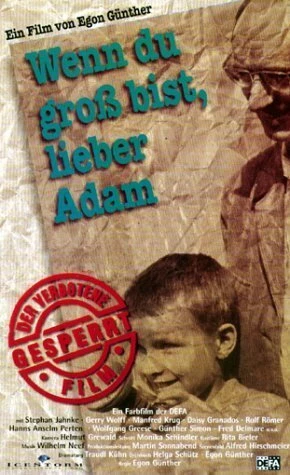 Ein Film von Egon Günther
Wenn du
groß bist,
lieber
Adam
DER VERBOTENE
GESPERRT
FILM
Ein Farbfilm der DEFA
mit Stephan Jahnke · Gerry Wolff · Manfred Krug · Daisy Granados · Rolf Römer
Hanns Anselm Perten · Wolfgang Greese · Günther Simon · Fred Delmare u.a.
Kamera Helmut Grewald Schnitt Monika Schindler Kostüme Rita Bieler
Musik Wilhelm Neef Produktionsleitung Martin Sonnabend Szenenbild Alfred Hirschmeier
Dramaturg Traudl Kühn Drehbuch Helga Schütz · Egon Günther
Regie Egon Günther
ICESTORM
DEFA